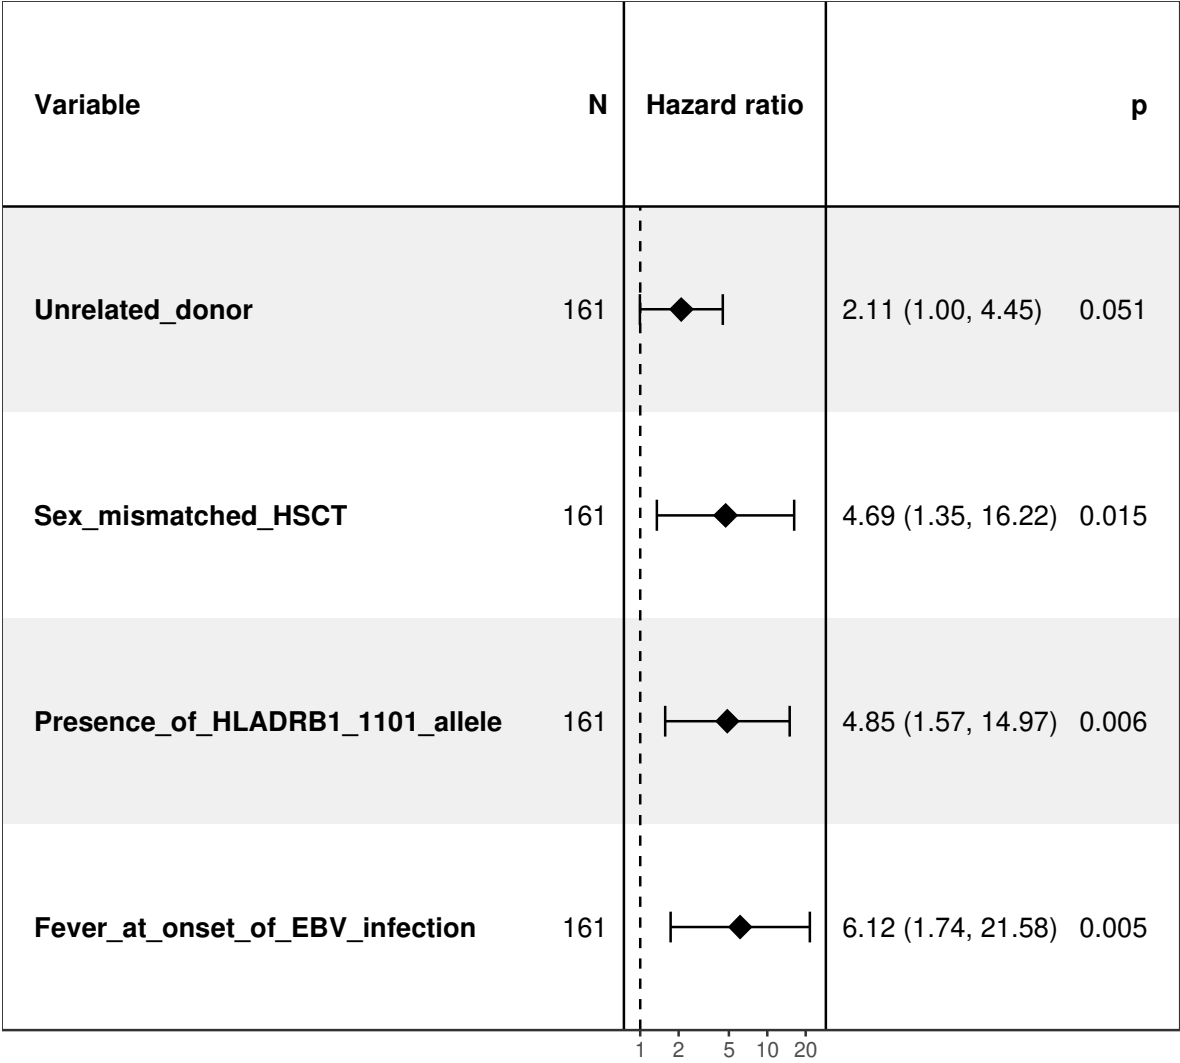 Variable N Hazard ratio p
Unrelated_donor 161 2.11 (1.00, 4.45) 0.051
Sex_mismatched_HSCT 161 4.69 (1.35, 16.22) 0.015
Presence_of_HLADRB1_1101_allele 161 4.85 (1.57, 14.97) 0.006
Fever_at_onset_of_EBV_infection 161 6.12 (1.74, 21.58) 0.005
1 2 5 10 20